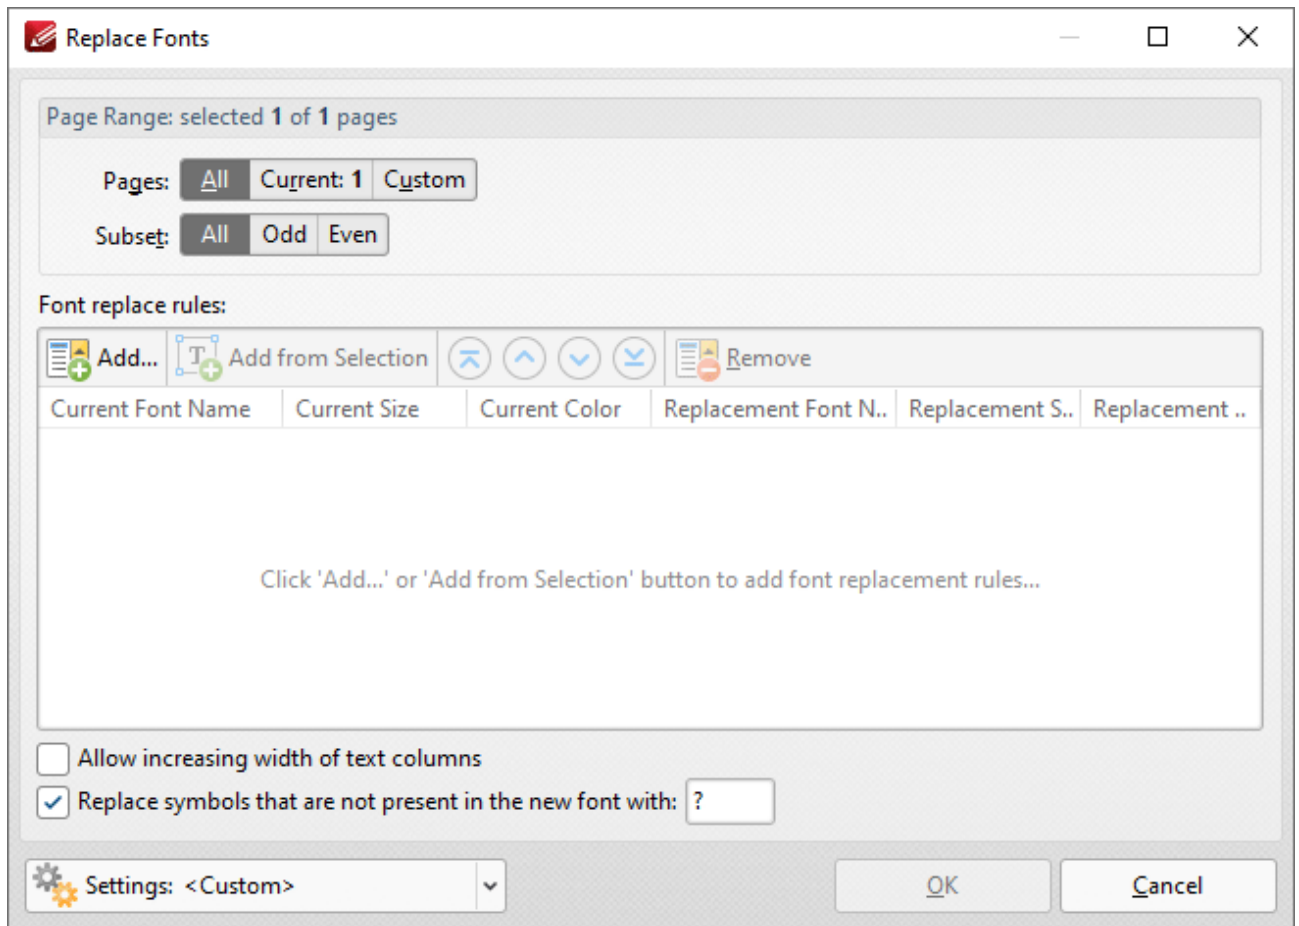 Replace Fonts
Page Range: selected 1 of 1 pages
Pages: All Current: 1 Custom
Subset: All Odd Even
Font replace rules:
Add... Add from Selection Remove
Current Font Name Current Size Current Color Replacement Font N.. Replacement S.. Replacement ..
Click 'Add...' or 'Add from Selection' button to add font replacement rules...
Allow increasing width of text columns
Replace symbols that are not present in the new font with: ?
Settings: <Custom> OK Cancel